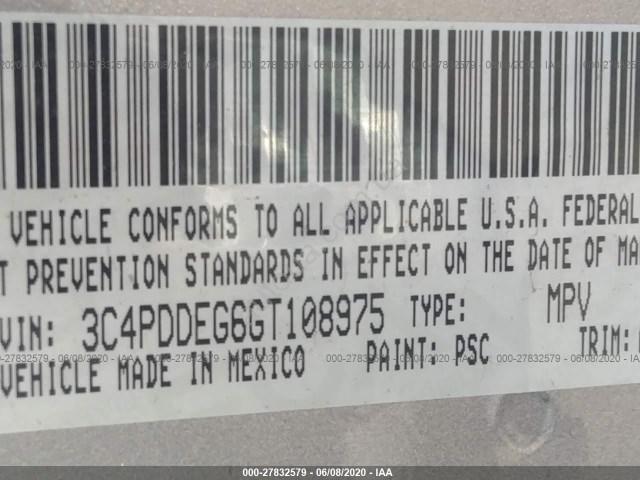 VEHICLE CONFORMS TO ALL APPLICABLE U.S.A. FEDERAL
T PREVENTION STANDARDS IN EFFECT ON THE DATE OF MA
VIN: 3C4PDDEG6GT108975 TYPE: MPV
VEHICLE MADE IN MEXICO PAINT: PSC TRIM:
000-27832579 - 06/08/2020 - IAA